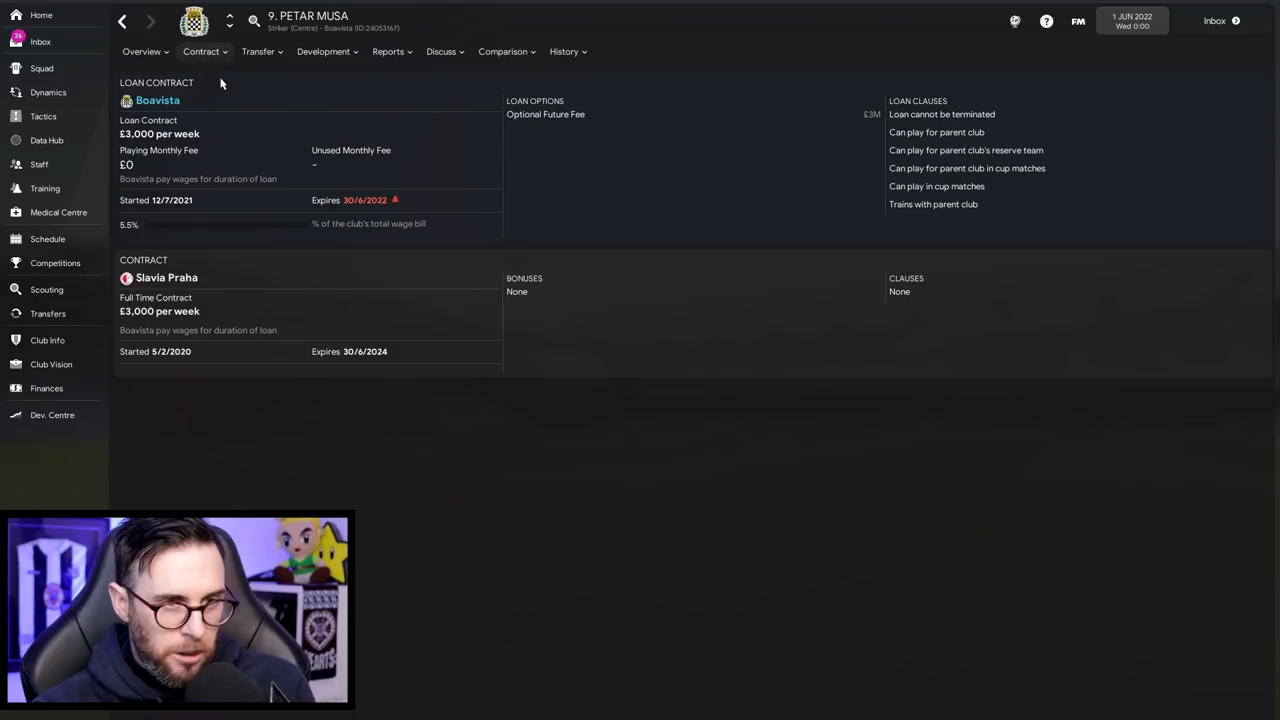 9. PETAR MUSA
Striker (Centre) - Boavista (ID:24053167)
1 JUN 2022
Wed 0:00
Inbox
FM
?
Home
26
Inbox
Squad
Dynamics
Tactics
Data Hub
Staff
Training
Medical Centre
Schedule
Competitions
Scouting
Transfers
Club Info
Club Vision
Finances
Dev. Centre
Overview
Contract
Transfer
Development
Reports
Discuss
Comparison
History
LOAN CONTRACT
Boavista
Loan Contract
£3,000 per week
Playing Monthly Fee
Unused Monthly Fee
£0
-
Boavista pay wages for duration of loan
Started 12/7/2021
Expires 30/6/2022
5.5%
% of the club's total wage bill
LOAN OPTIONS
Optional Future Fee
£3M
LOAN CLAUSES
Loan cannot be terminated
Can play for parent club
Can play for parent club's reserve team
Can play for parent club in cup matches
Can play in cup matches
Trains with parent club
CONTRACT
Slavia Praha
Full Time Contract
£3,000 per week
Boavista pay wages for duration of loan
Started 5/2/2020
Expires 30/6/2024
BONUSES
None
CLAUSES
None
HEARTS